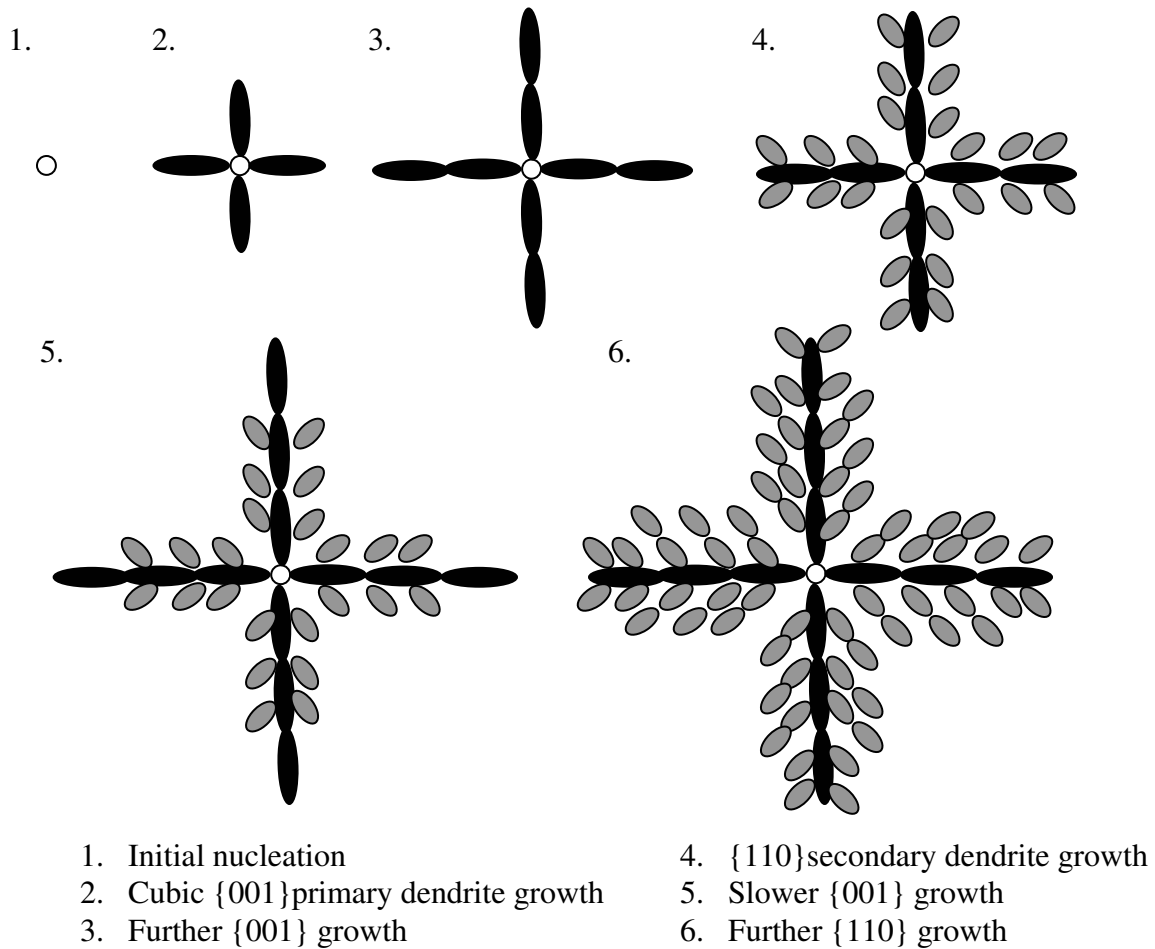 1.
2.
3.
4.
5.
6.
1. Initial nucleation
2. Cubic {001}primary dendrite growth
3. Further {001} growth
4. {110}secondary dendrite growth
5. Slower {001} growth
6. Further {110} growth